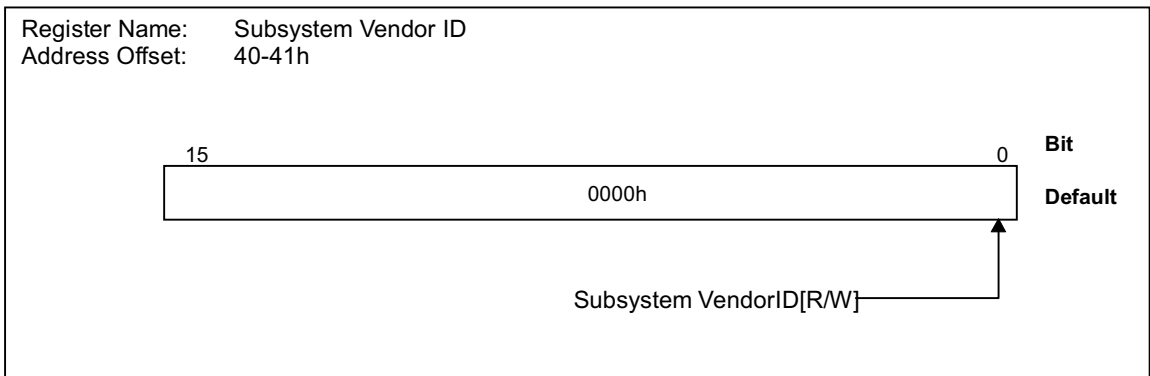 Register Name: Subsystem Vendor ID
Address Offset: 40-41h
15 0 Bit
0000h Default
Subsystem VendorID[R/W]